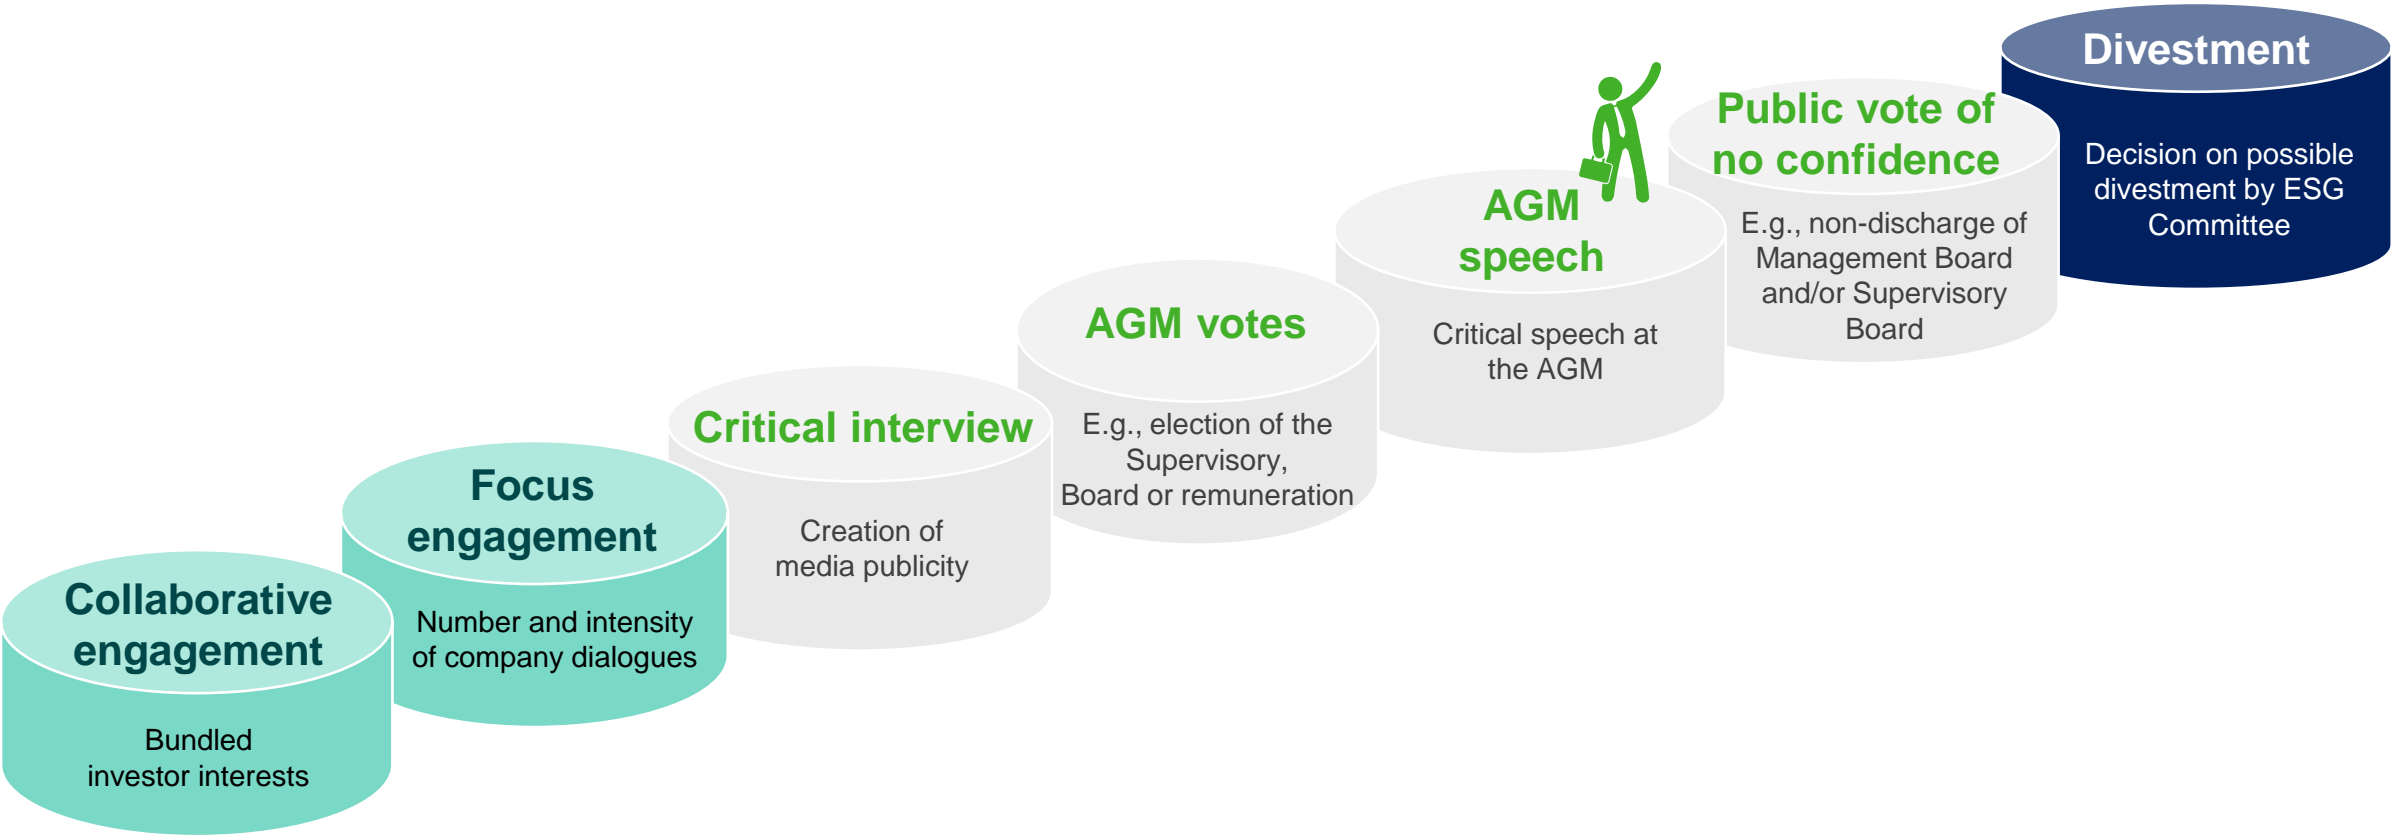 Collaborative
engagement
Bundled
investor interests
Focus
engagement
Number and intensity
of company dialogues
Critical interview
Creation of
media publicity
AGM votes
E.g., election of the
Supervisory,
Board or remuneration
AGM
speech
Critical speech at
the AGM
Public vote of
no confidence
E.g., non-discharge of
Management Board
and/or Supervisory
Board
Divestment
Decision on possible
divestment by ESG
Committee